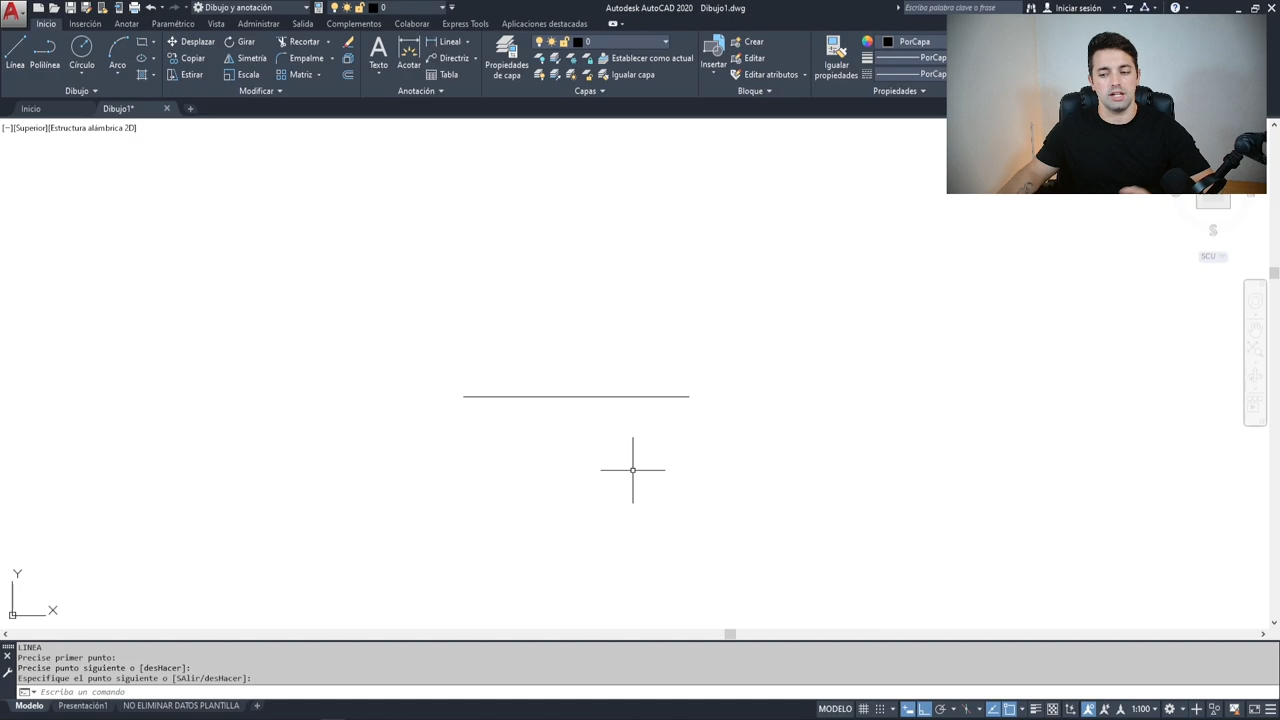 Dibujo y anotación
0
Autodesk AutoCAD 2020 Dibujo1.dwg
Escriba palabra clave o frase
Iniciar sesión
Inicio Inserción Anotar Paramétrico Vista Administrar Salida Complementos Colaborar Express Tools Aplicaciones destacadas
Línea Polilínea Círculo Arco
Desplazar Girar Recortar
Copiar Simetría Empalme
Estirar Escala Matriz
Texto Acotar
Lineal
Directriz
Tabla
Propiedades de capa
0
Establecer como actual
Igualar capa
Insertar
Crear
Editar
Editar atributos
Igualar propiedades
PorCapa
PorCapa
PorCapa
Dibujo Modificar Anotación Capas Bloque Propiedades
Inicio Dibujo1*
[−][Superior][Estructura alámbrica 2D]
S
SCU
Y
X
LINEA
Precise primer punto:
Precise punto siguiente o [desHacer]:
Especifique el punto siguiente o [SAlir/desHacer]:
Escriba un comando
Modelo Presentación1 NO ELIMINAR DATOS PLANTILLA
MODELO 1:100